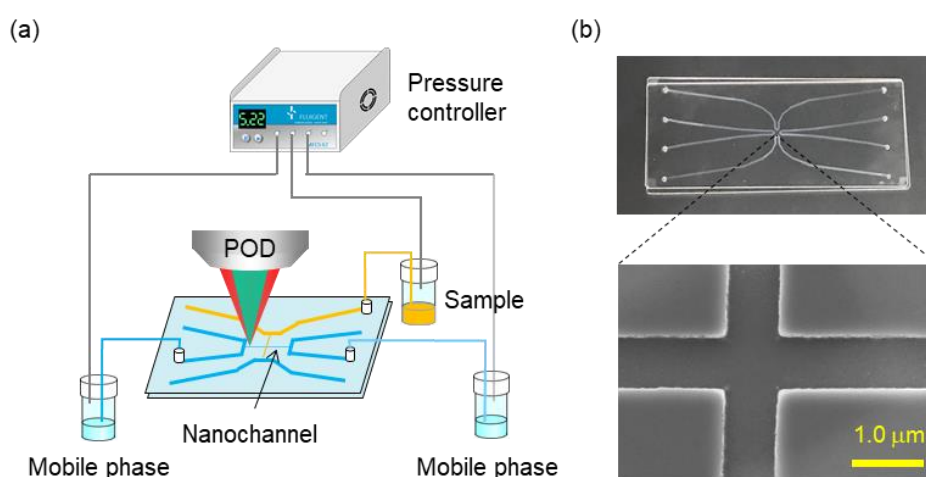 (a)
Pressure
controller
5.22
FLUIGENT
POD
Sample
Nanochannel
Mobile phase
Mobile phase
(b)
1.0 μm